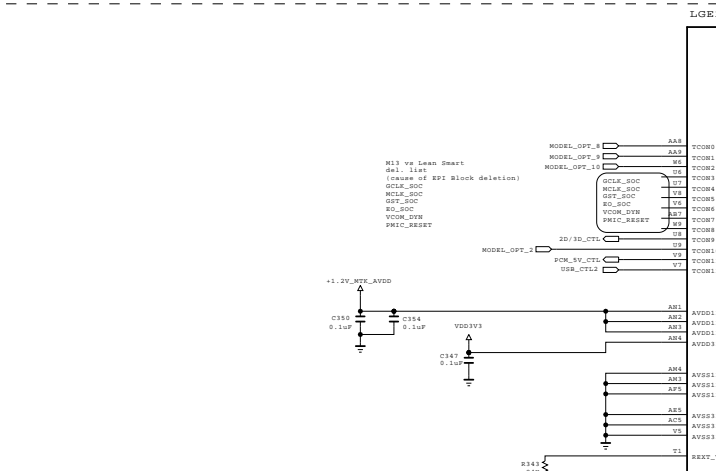 LGE
MODEL_OPT_8 AA8 TCON0
MODEL_OPT_9 AA9 TCON1
MODEL_OPT_10 W6 TCON2
U6 TCON3
U7 TCON4
V8 TCON5
V6 TCON6
AB7 TCON7
W9 TCON8
2D/3D_CTL U8 TCON9
MODEL_OPT_2 U9 TCON1
PCM_5V_CTL V9 TCON1
USB_CTL2 V7 TCON1
GCLK_SOC
MCLK_SOC
GST_SOC
EO_SOC
VCOM_DYN
PMIC_RESET
M13 vs Lean Smart
del. list
(cause of EPI Block deletion)
GCLK_SOC
MCLK_SOC
GST_SOC
EO_SOC
VCOM_DYN
PMIC_RESET
+1.2V_MTK_AVDD
C350
0.1uF
C354
0.1uF
VDD3V3
C347
0.1uF
AN1 AVDD1
AN2 AVDD1
AN3 AVDD1
AN4 AVDD3
AM4 AVSS1
AM3 AVSS1
AF5 AVSS1
AE5 AVSS3
AC5 AVSS3
V5 AVSS3
T1 REXT_
R343